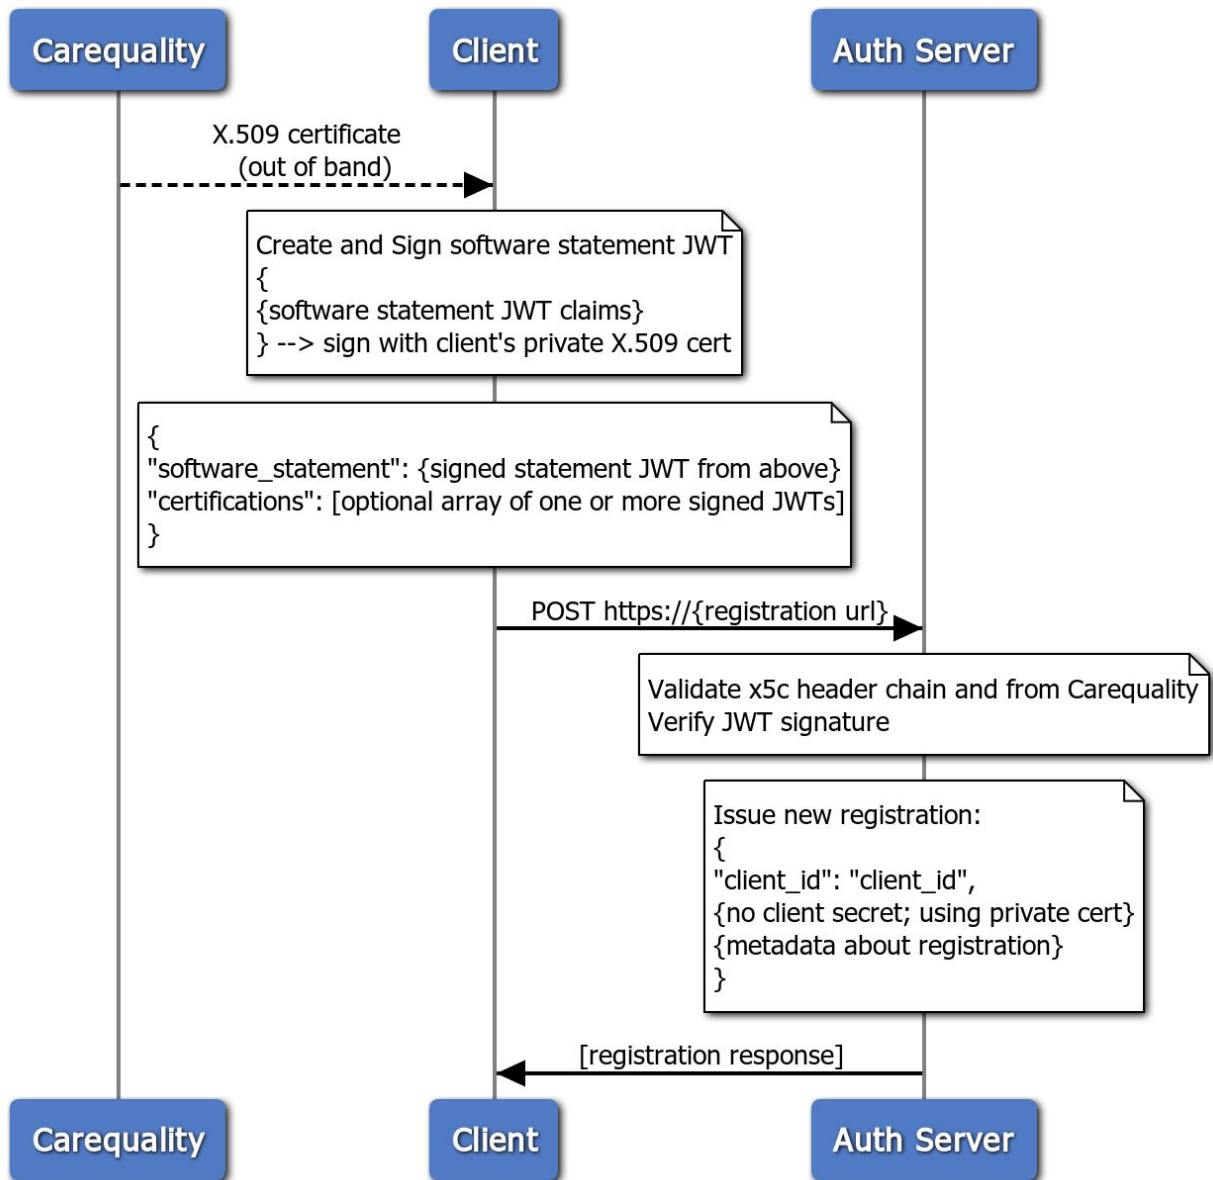 Carequality
Client
Auth Server
X.509 certificate
(out of band)
Create and Sign software statement JWT
{
{software statement JWT claims}
} --> sign with client's private X.509 cert
{
"software_statement": {signed statement JWT from above}
"certifications": [optional array of one or more signed JWTs]
}
POST https://{registration url}
Validate x5c header chain and from Carequality
Verify JWT signature
Issue new registration:
{
"client_id": "client_id",
{no client secret; using private cert}
{metadada about registration}
}
[registration response]
Carequality
Client
Auth Server